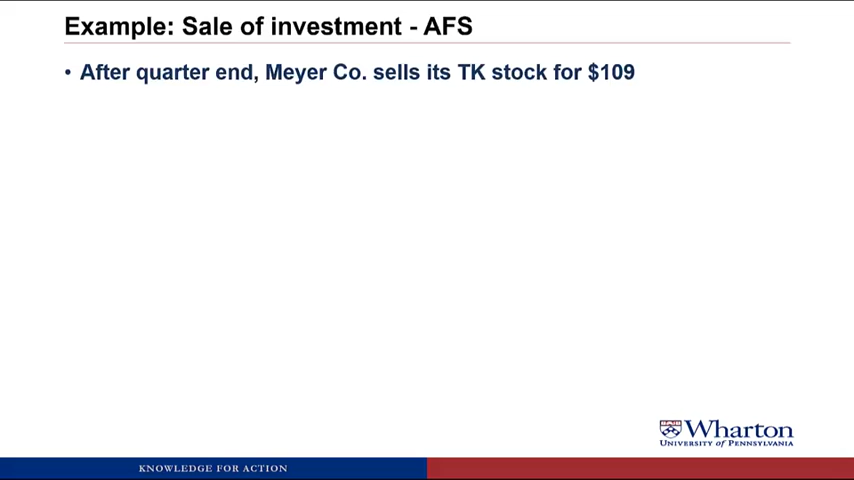 Example: Sale of investment - AFS
• After quarter end, Meyer Co. sells its TK stock for $109
Wharton
UNIVERSITY of PENNSYLVANIA
KNOWLEDGE FOR ACTION